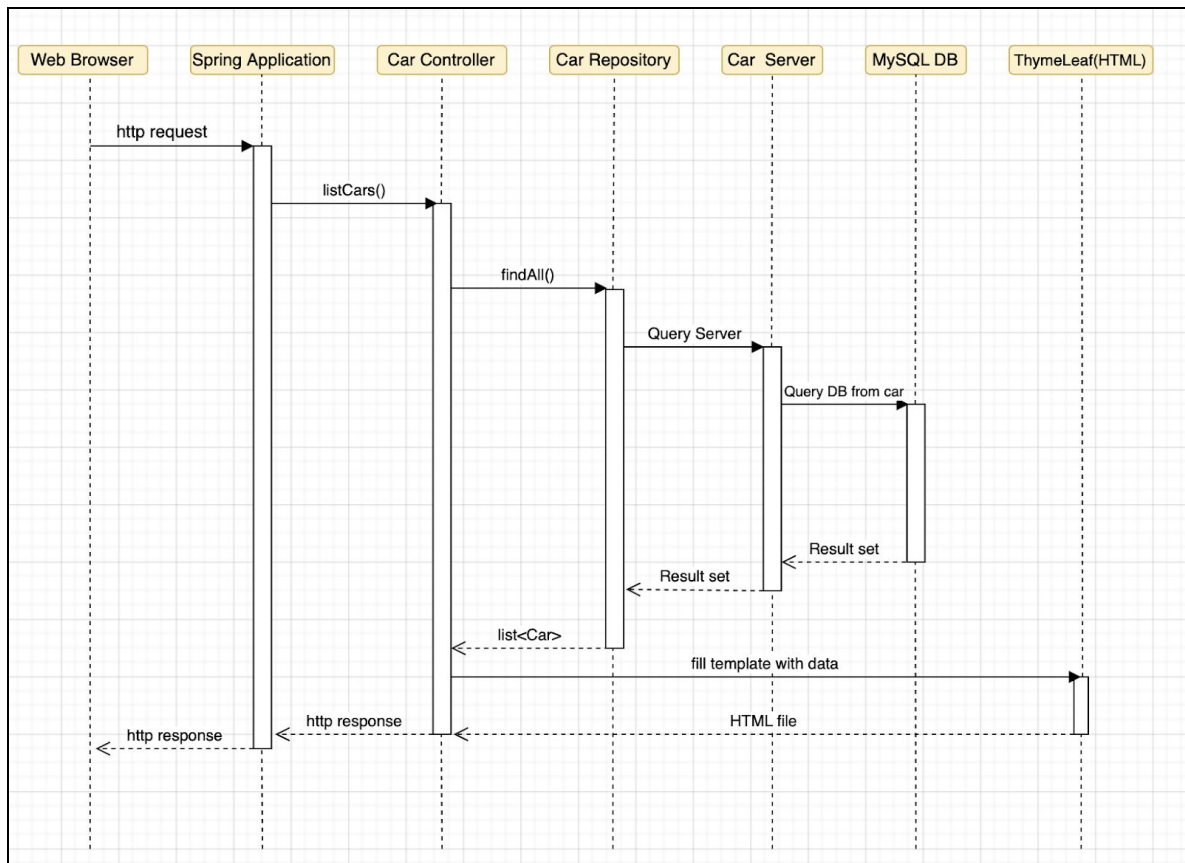 Web Browser
Spring Application
Car Controller
Car Repository
Car Server
MySQL DB
ThymeLeaf(HTML)
http request
listCars()
findAll()
Query Server
Query DB from car
Result set
Result set
list<Car>
fill template with data
HTML file
http response
http response